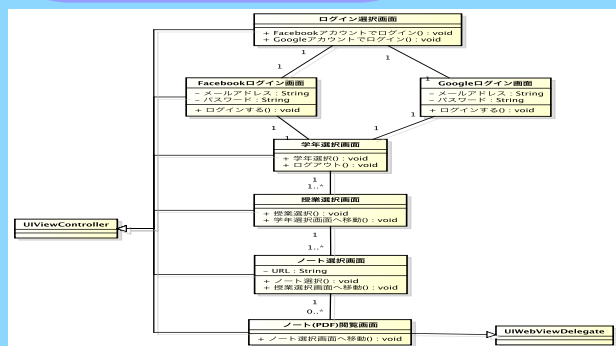 ログイン選択画面
+ Facebookアカウントでログイン() : void
+ Googleアカウントでログイン() : void
1
1
Facebookログイン画面
− メールアドレス : String
− パスワード : String
+ ログインする() : void
1
Googleログイン画面
− メールアドレス : String
− パスワード : String
+ ログインする() : void
1
1
1
1
学年選択画面
+ 学年選択() : void
+ ログアウト() : void
1
1..*
授業選択画面
+ 授業選択() : void
+ 学年選択画面へ移動() : void
UIViewController
1
1..*
ノート選択画面
− URL : String
+ ノート選択() : void
+ 授業選択画面へ移動() : void
1
0..*
ノート(PDF)閲覧画面
+ ノート選択画面へ移動() : void
UIWebViewDelegate